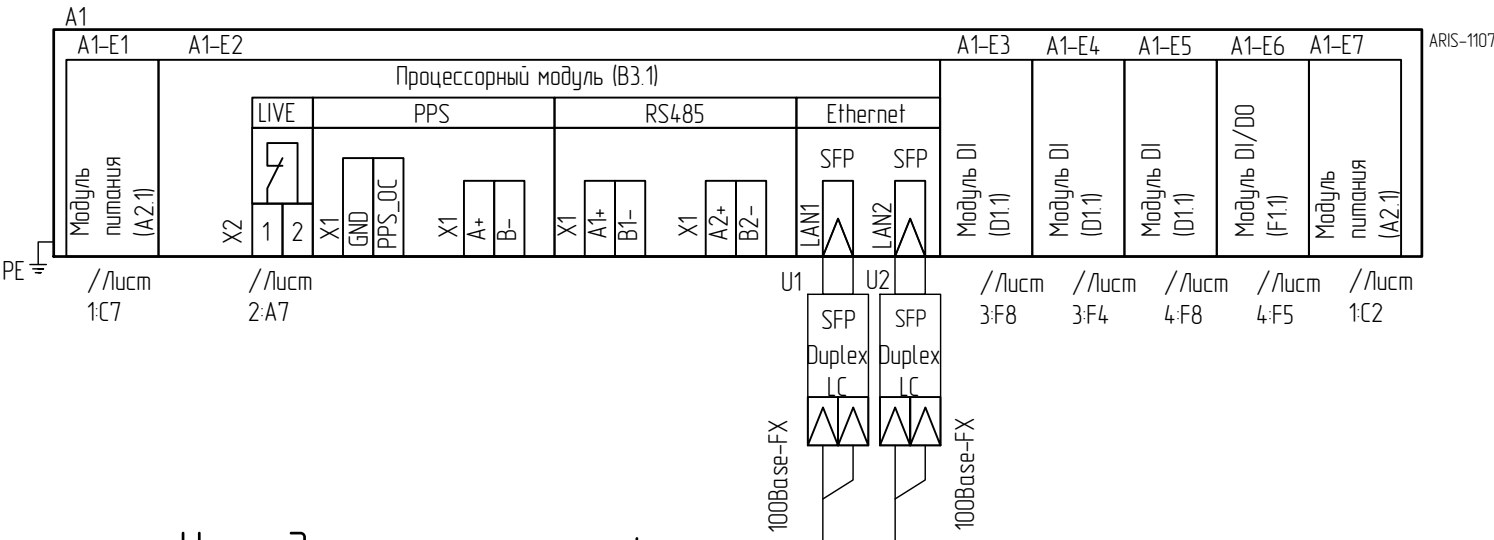 A1
A1-E1 A1-E2 A1-E3 A1-E4 A1-E5 A1-E6 A1-E7 ARIS-1107
Процессорный модуль (B3.1)
LIVE PPS RS485 Ethernet
SFP SFP
Модуль
питания
(A2.1)
X2
1 2
X1
GND
PPS_OC
X1
A+
B-
X1
A1+
B1-
X1
A2+
B2-
LAN1
LAN2
Модуль DI
(D1.1)
Модуль DI
(D1.1)
Модуль DI
(D1.1)
Модуль DI/DO
(F1.1)
Модуль
питания
(A2.1)
PE
/Лист
1:C7
/Лист
2:A7
U1 U2
/Лист
3:F8
/Лист
3:F4
/Лист
4:F8
/Лист
4:F5
/Лист
1:C2
SFP
Duplex
LC
SFP
Duplex
LC
100Base-FX
100Base-FX